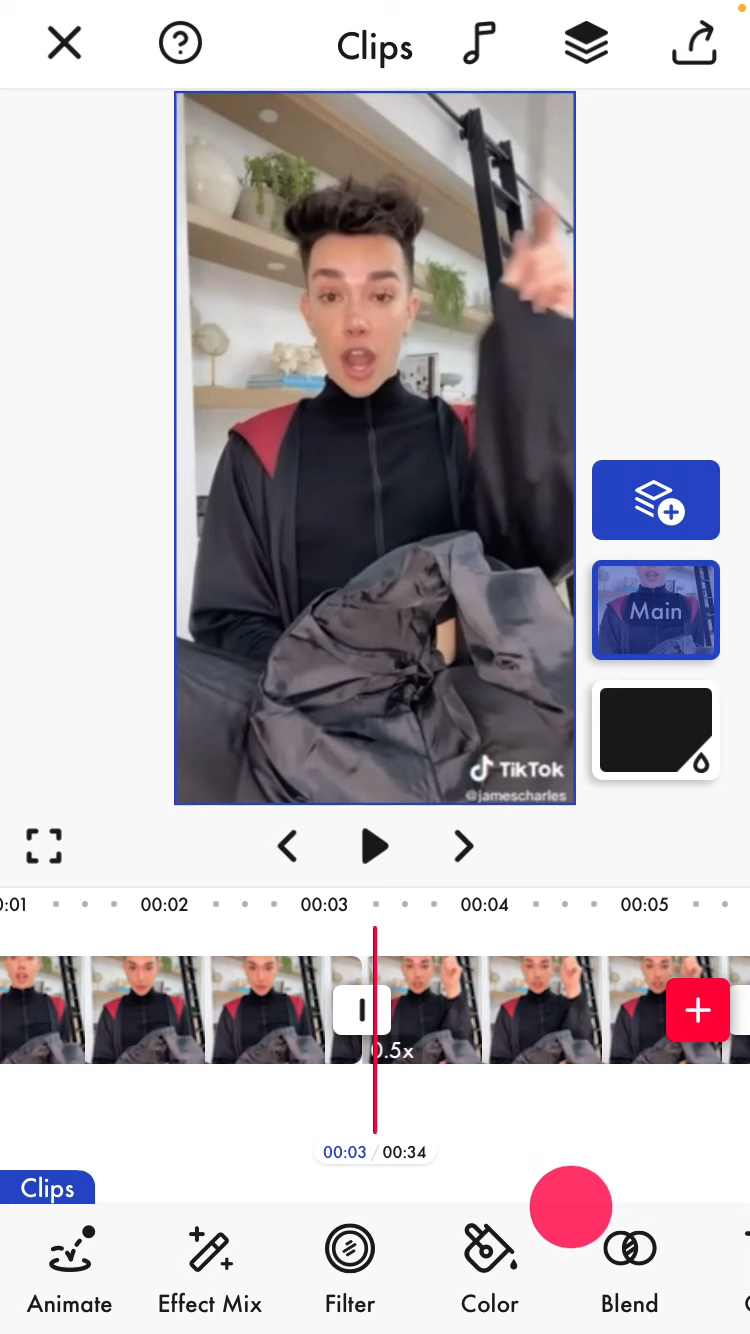 Clips
Main
TikTok
@jamescharles
00:02
00:03
00:04
00:05
0.5x
00:03 / 00:34
Clips
Animate
Effect Mix
Filter
Color
Blend